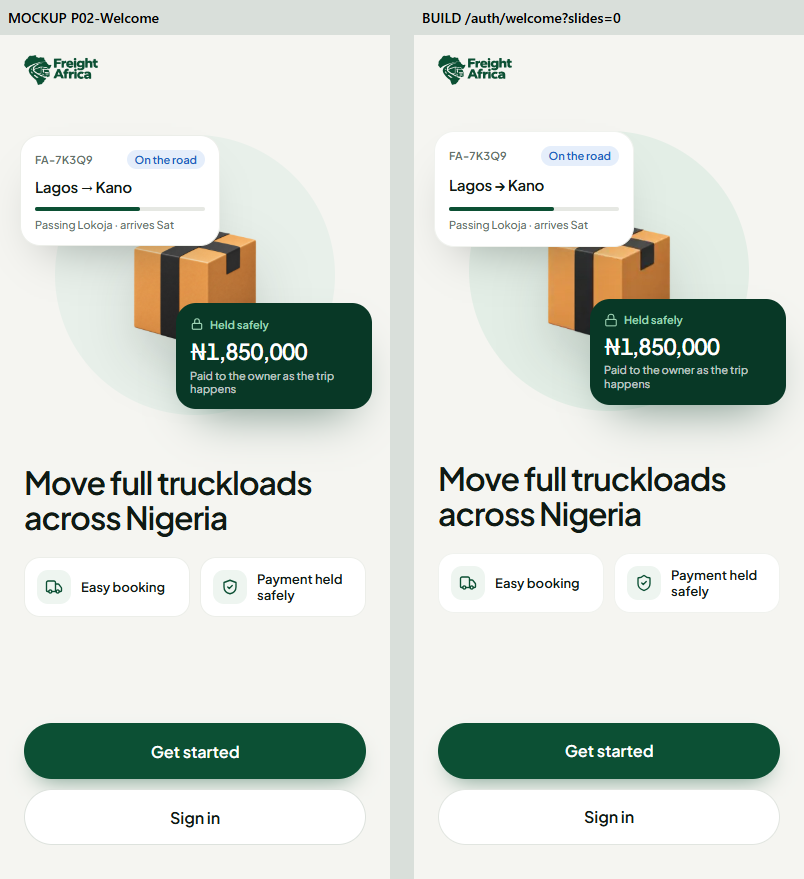 MOCKUP P02-Welcome
Freight
Africa
FA-7K3Q9
On the road
Lagos → Kano
Passing Lokoja · arrives Sat
Held safely
₦1,850,000
Paid to the owner as the trip
happens
Move full truckloads
across Nigeria
Easy booking
Payment held
safely
Get started
Sign in
BUILD /auth/welcome?slides=0
Freight
Africa
FA-7K3Q9
On the road
Lagos → Kano
Passing Lokoja · arrives Sat
Held safely
₦1,850,000
Paid to the owner as the trip
happens
Move full truckloads
across Nigeria
Easy booking
Payment held
safely
Get started
Sign in